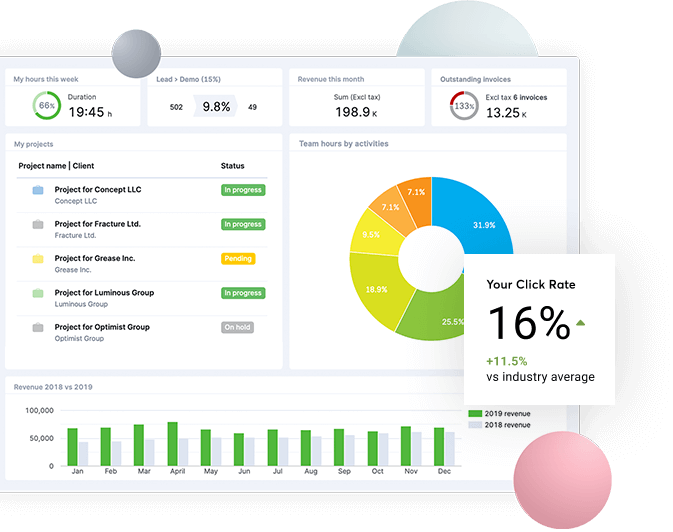 My hours this week
66%
Duration
19:45 h
Lead > Demo (15%)
502
9.8%
49
Revenue this month
Sum (Excl tax)
198.9 K
Outstanding invoices
133%
Excl tax 6 invoices
13.25 K
My projects
Project name | Client
Status
Project for Concept LLC
Concept LLC
In progress
Project for Fracture Ltd.
Fracture Ltd.
In progress
Project for Grease Inc.
Grease Inc.
Pending
Project for Luminous Group
Luminous Group
In progress
Project for Optimist Group
Optimist Group
On hold
Team hours by activities
7.1%
7.1%
9.5%
18.9%
31.9%
25.5%
Your Click Rate
16%
+11.5%
vs industry average
Revenue 2018 vs 2019
100,000
50,000
0
Jan Feb Mar April May Jun Jul Aug Sep Oct Nov Dec
2019 revenue
2018 revenue